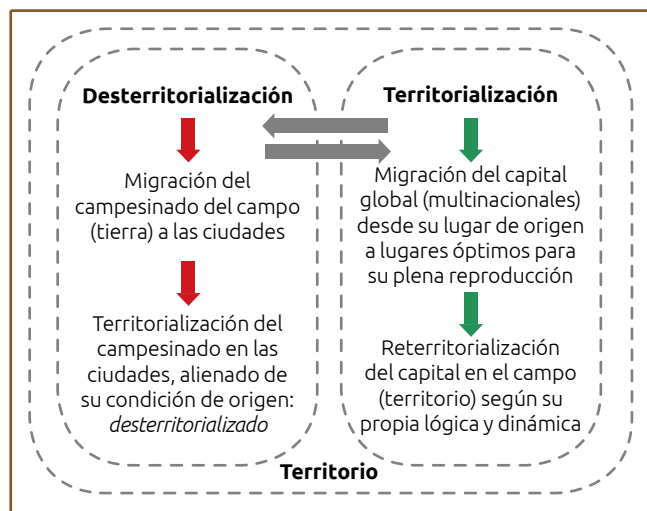 Desterritorialización
Migración del
campesinado del campo
(tierra) a las ciudades
Territorialización del
campesinado en las
ciudades, alienado de
su condición de origen:
desterritorializado
Territorialización
Migración del capital
global (multinacionales)
desde su lugar de origen
a lugares óptimos para
su plena reproducción
Reterritorialización
del capital en el campo
(territorio) según su
propia lógica y dinámica
Territorio